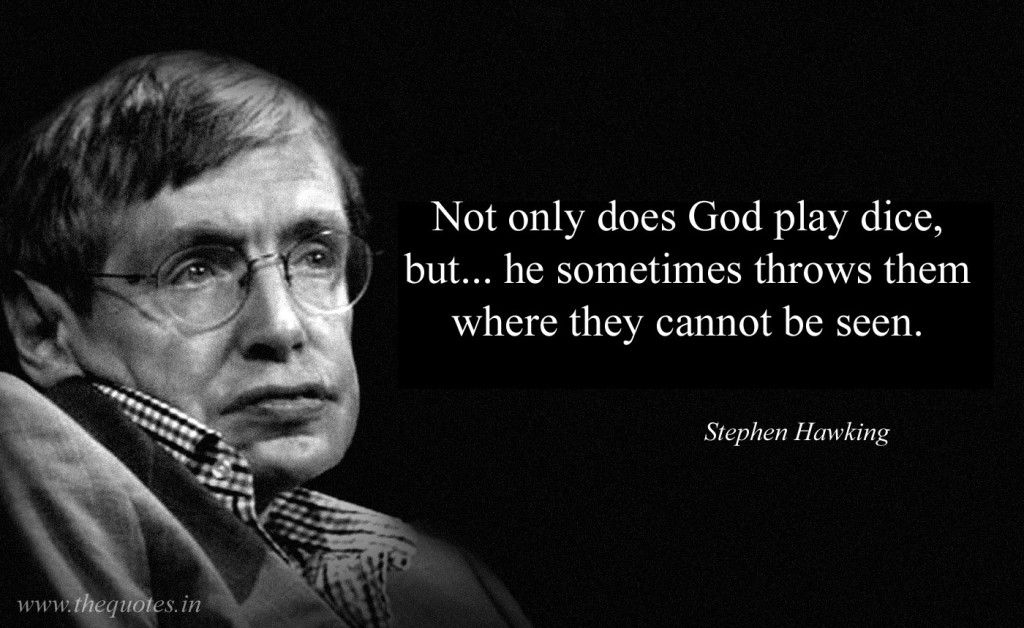 Not only does God play dice,
but... he sometimes throws them
where they cannot be seen.
Stephen Hawking
www.thequotes.in